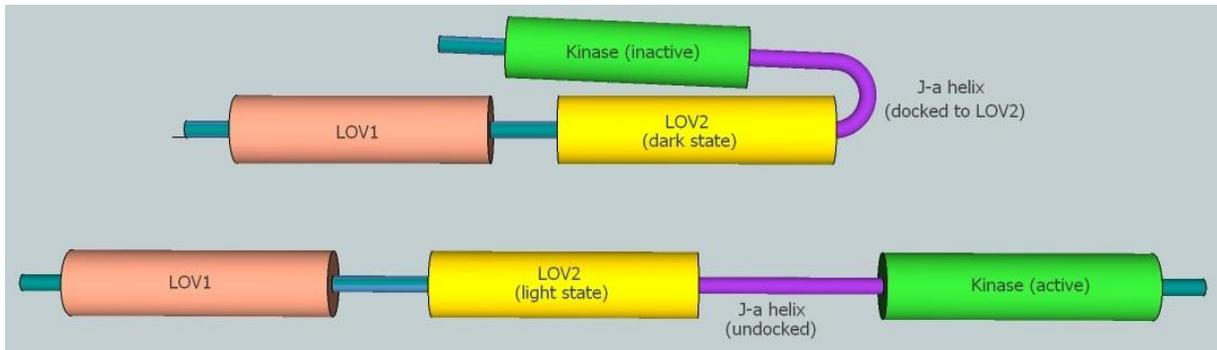 Kinase (inactive)
J-a helix
(docked to LOV2)
LOV1
LOV2
(dark state)
LOV1
LOV2
(light state)
J-a helix
(undocked)
Kinase (active)